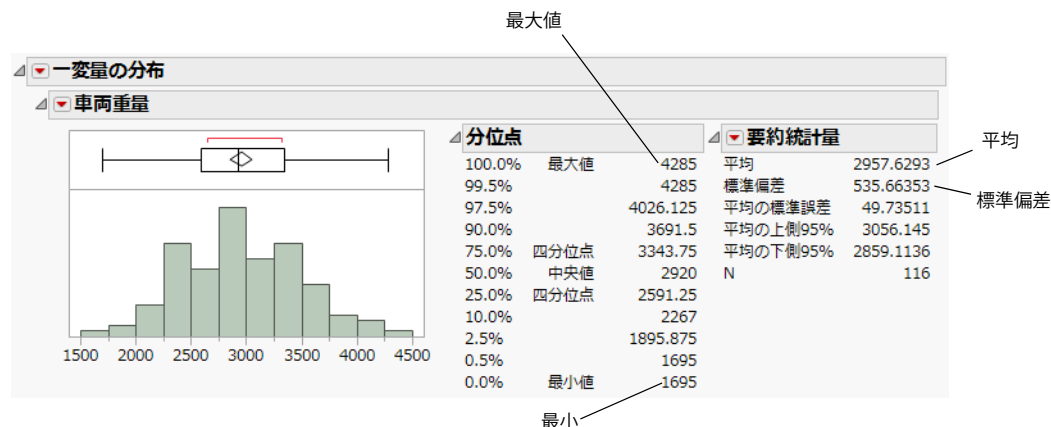 最大値
一変量の分布
車両重量
1500 2000 2500 3000 3500 4000 4500
分位点
100.0% 最大値 4285
99.5% 4285
97.5% 4026.125
90.0% 3691.5
75.0% 四分位点 3343.75
50.0% 中央値 2920
25.0% 四分位点 2591.25
10.0% 2267
2.5% 1895.875
0.5% 1695
0.0% 最小値 1695
要約統計量
平均 2957.6293
標準偏差 535.66353
平均の標準誤差 49.73511
平均の上側95% 3056.145
平均の下側95% 2859.1136
N 116
平均
標準偏差
最小